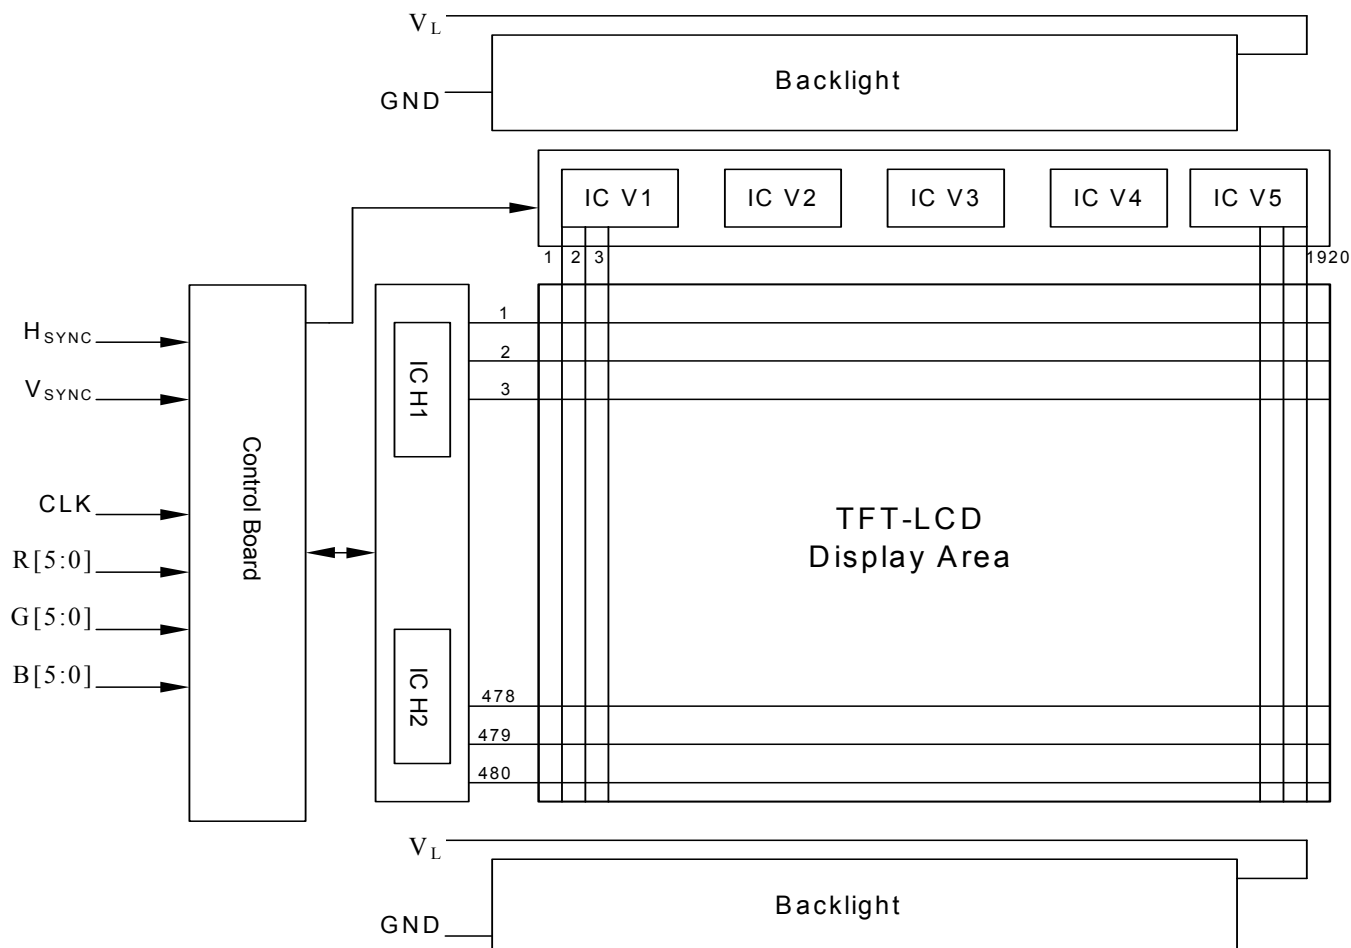 VL
Backlight
GND
IC V1 IC V2 IC V3 IC V4 IC V5
1 2 3 1920
HSYNC
VSYNC
CLK
R[5:0]
G[5:0]
B[5:0]
Control Board
IC H1
IC H2
1
2
3
478
479
480
TFT-LCD
Display Area
VL
Backlight
GND